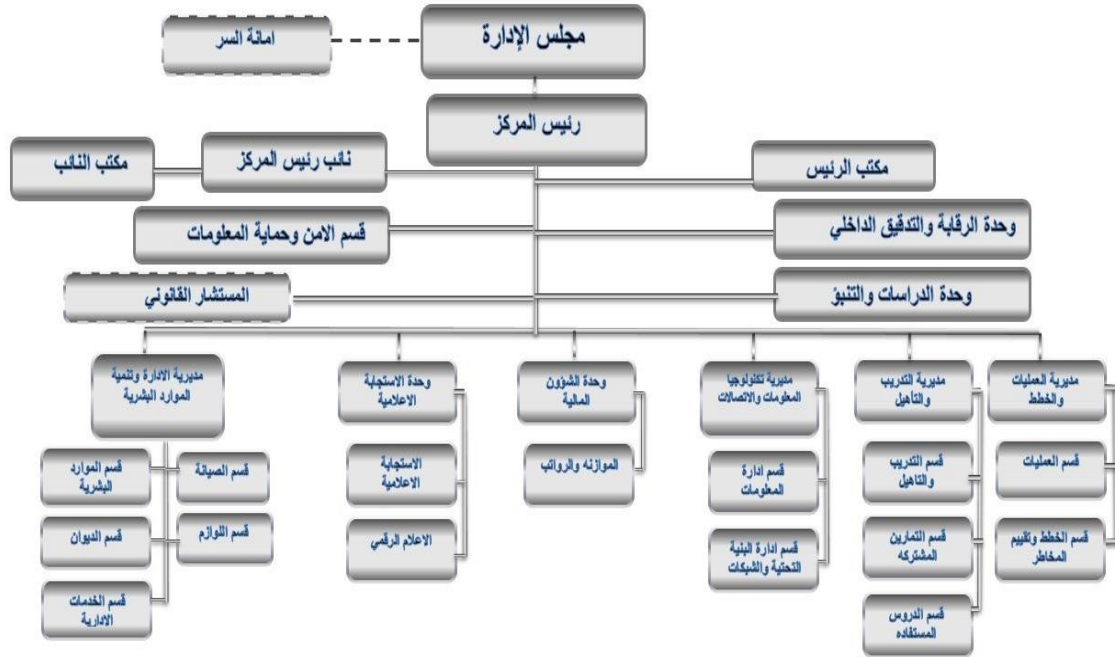 مجلس الإدارة
امانة السر
رئيس المركز
نائب رئيس المركز
مكتب النائب
مكتب الرئيس
قسم الامن وحماية المعلومات
وحدة الرقابة والتدقيق الداخلي
المستشار القانوني
وحدة الدراسات والتنبؤ
مديرية العمليات
والخطط
قسم العمليات
قسم الخطط وتقييم
المخاطر
مديرية التدريب
والتأهيل
قسم التدريب
والتاهيل
قسم التمارين
المشتركه
قسم الدروس
المستفاده
مديرية تكنولوجيا
المعلومات والاتصالات
قسم ادارة
المعلومات
قسم ادارة البنية
التحتية والشبكات
وحدة الشؤون
المالية
الموازنه والرواتب
وحدة الاستجابة
الاعلامية
الاستجابة
الاعلامية
الاعلام الرقمي
مديرية الادارة وتنمية
الموارد البشرية
قسم الصيانة
قسم الموارد
البشرية
قسم اللوازم
قسم الديوان
قسم الخدمات
الادارية